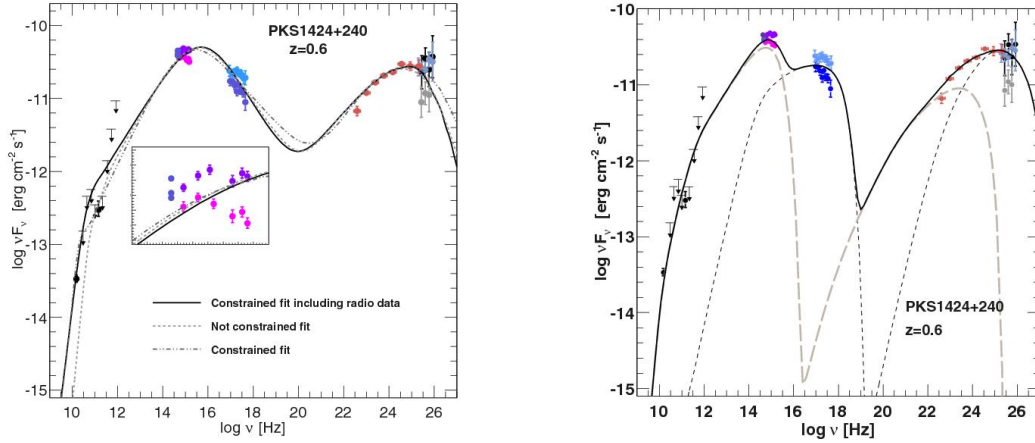 -10
-11
-12
-13
-14
-15
log νFν [erg cm-2 s-1]
PKS1424+240
z=0.6
Constrained fit including radio data
Not constrained fit
Constrained fit
10 12 14 16 18 20 22 24 26
log ν [Hz]
-10
-11
-12
-13
-14
-15
log νFν [erg cm-2 s-1]
PKS1424+240
z=0.6
10 12 14 16 18 20 22 24 26
log ν [Hz]